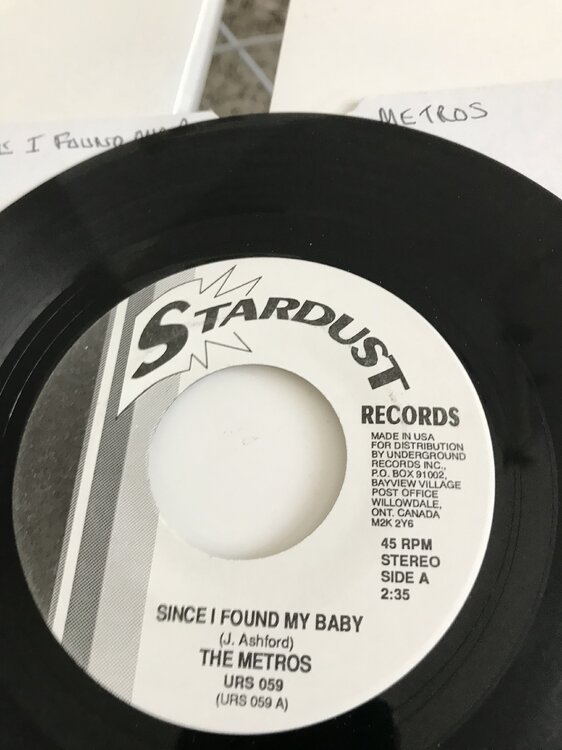 I FOUND
METROS
STARDUST
RECORDS
MADE IN USA
FOR DISTRIBUTION
BY UNDERGROUND
RECORDS INC.,
P.O. BOX 91002,
BAYVIEW VILLAGE
POST OFFICE
WILLOWDALE,
ONT. CANADA
M2K 2Y6
45 RPM
STEREO
SIDE A
2:35
SINCE I FOUND MY BABY
(J. Ashford)
THE METROS
URS 059
(URS 059 A)